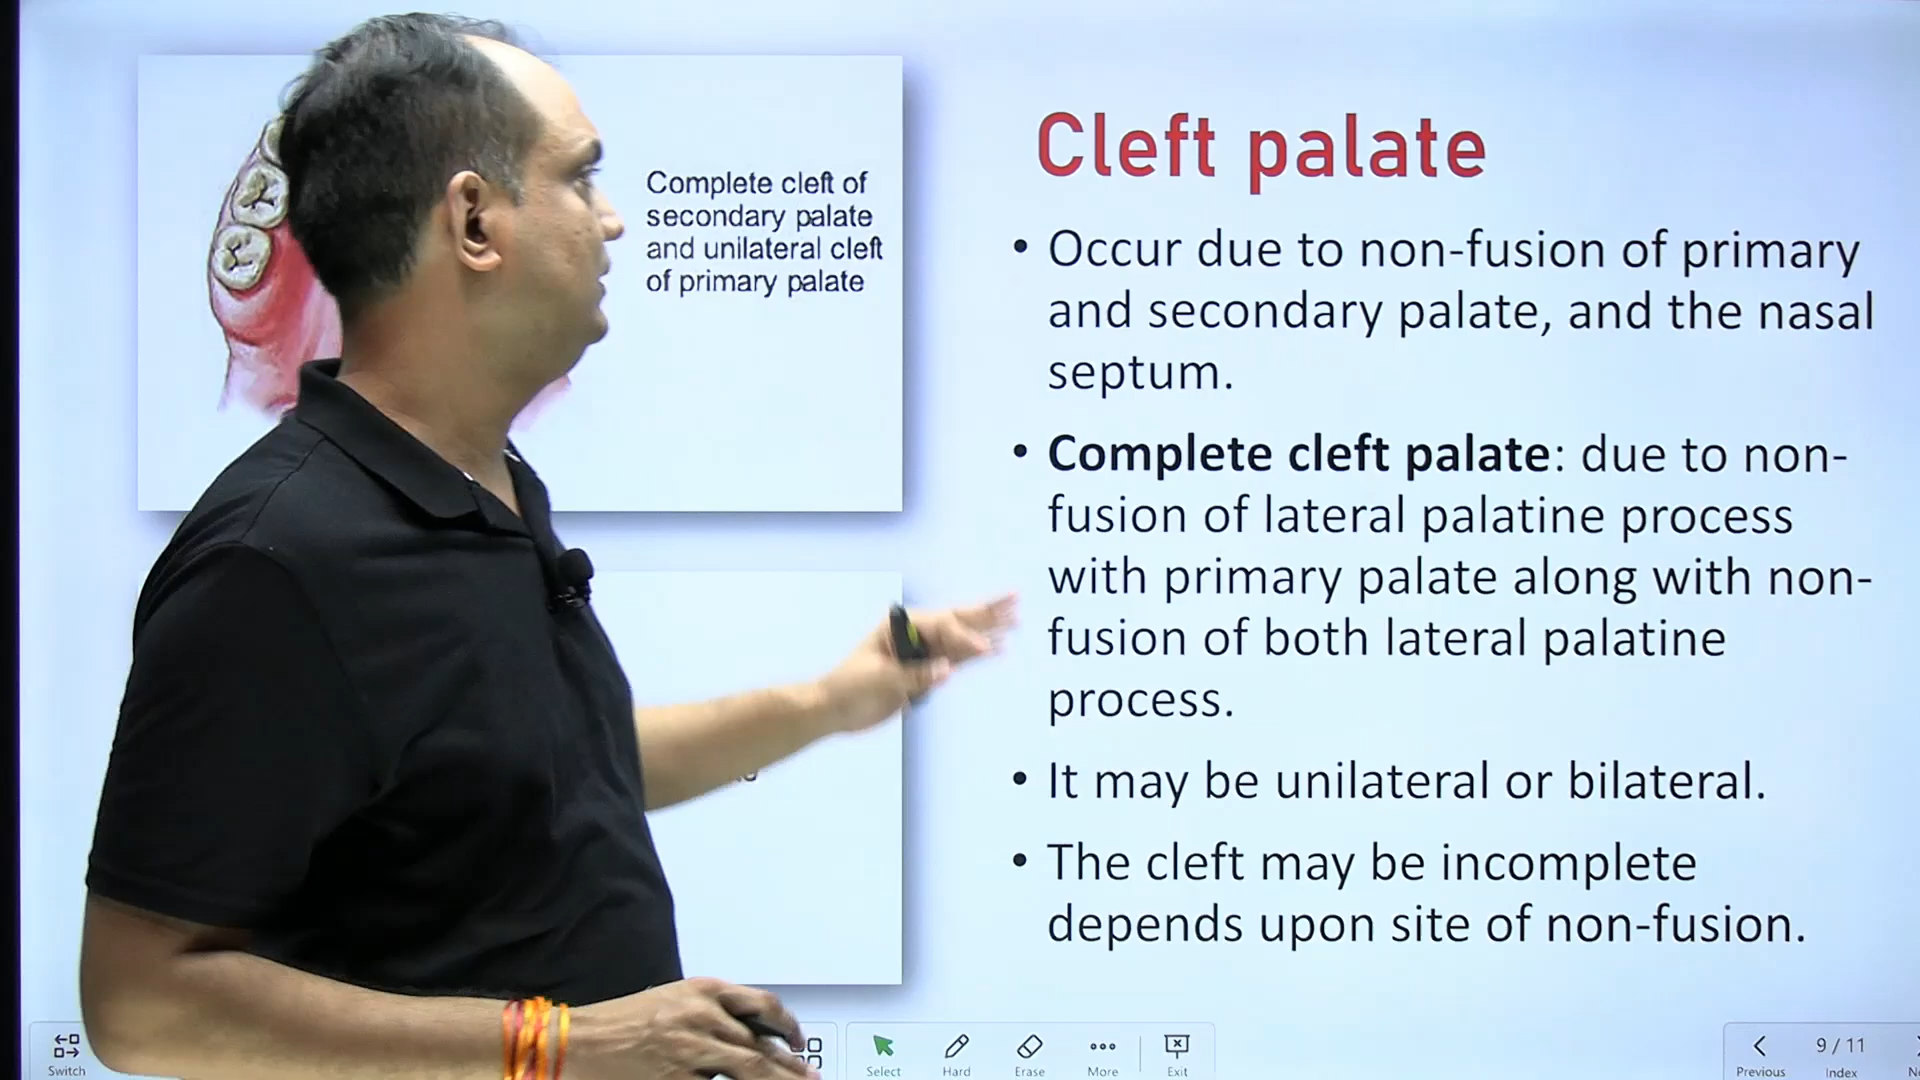 Complete cleft of
secondary palate
and unilateral cleft
of primary palate
Cleft palate
• Occur due to non-fusion of primary
and secondary palate, and the nasal
septum.
• Complete cleft palate: due to non-
fusion of lateral palatine process
with primary palate along with non-
fusion of both lateral palatine
process.
• It may be unilateral or bilateral.
• The cleft may be incomplete
depends upon site of non-fusion.
Switch
Select
Hard
Erase
More
Exit
Previous
9 / 11
Index